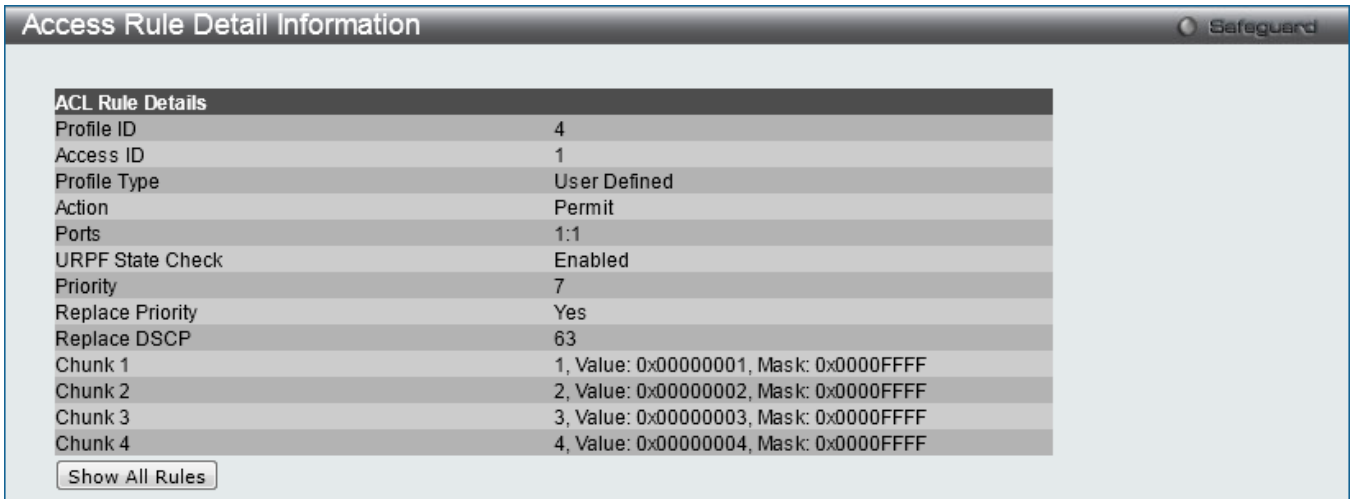 Access Rule Detail Information Safeguard
ACL Rule Details
Profile ID 4
Access ID 1
Profile Type User Defined
Action Permit
Ports 1:1
URPF State Check Enabled
Priority 7
Replace Priority Yes
Replace DSCP 63
Chunk 1 1, Value: 0x00000001, Mask: 0x0000FFFF
Chunk 2 2, Value: 0x00000002, Mask: 0x0000FFFF
Chunk 3 3, Value: 0x00000003, Mask: 0x0000FFFF
Chunk 4 4, Value: 0x00000004, Mask: 0x0000FFFF
Show All Rules